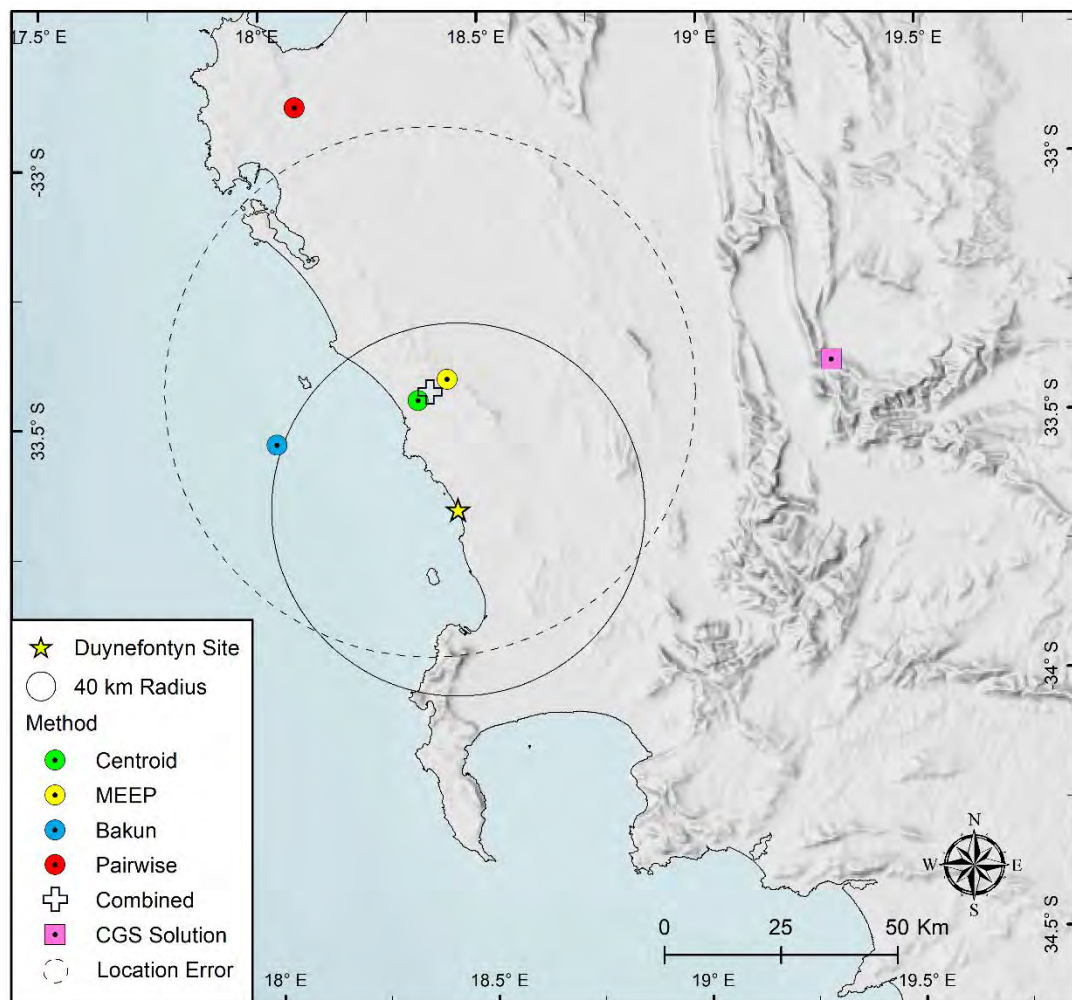 17.5° E 18° E 18.5° E 19° E 19.5° E
-33° S -33° S
33.5° S 33.5° S
-34° S
34.5° S
Duynefontyn Site
40 km Radius
Method
Centroid
MEEP
Bakun
Pairwise
Combined
CGS Solution
Location Error
N
W E
S
0 25 50 Km
18° E 18.5° E 19° E 19.5° E